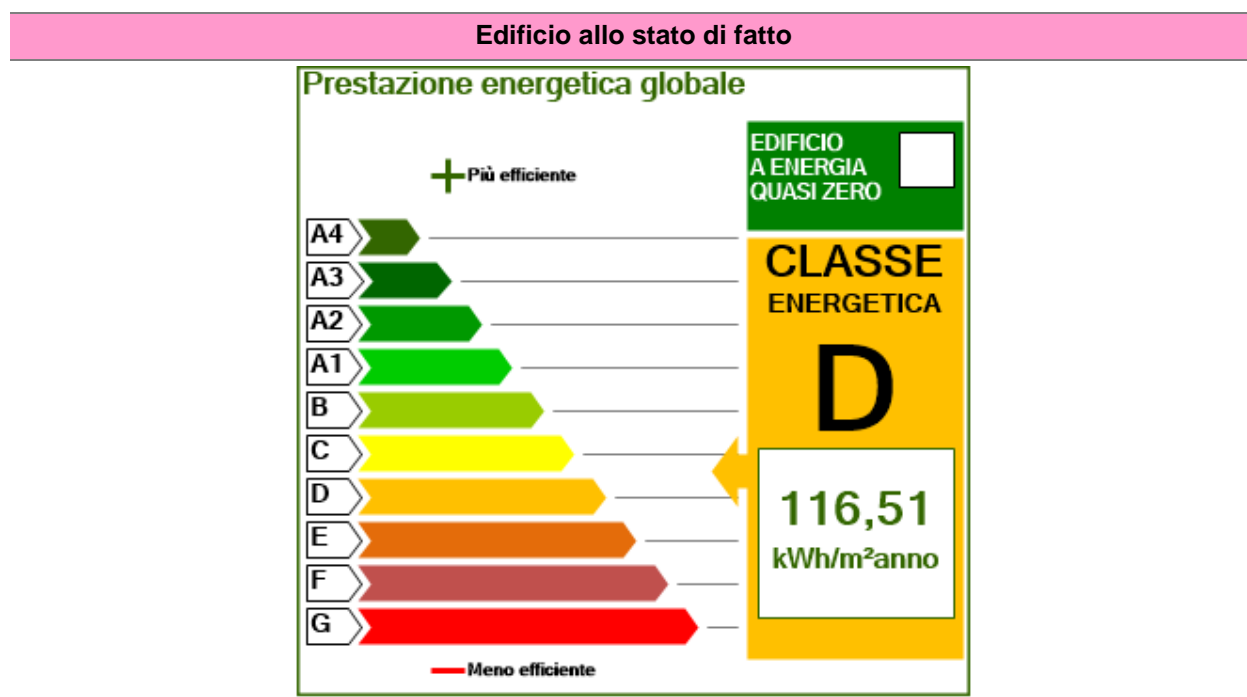 Edificio allo stato di fatto
Prestazione energetica globale
Più efficiente
EDIFICIO
A ENERGIA
QUASI ZERO
A4
A3
A2
A1
B
C
D
E
F
G
Meno efficiente
CLASSE
ENERGETICA
D
116,51
kWh/m²anno